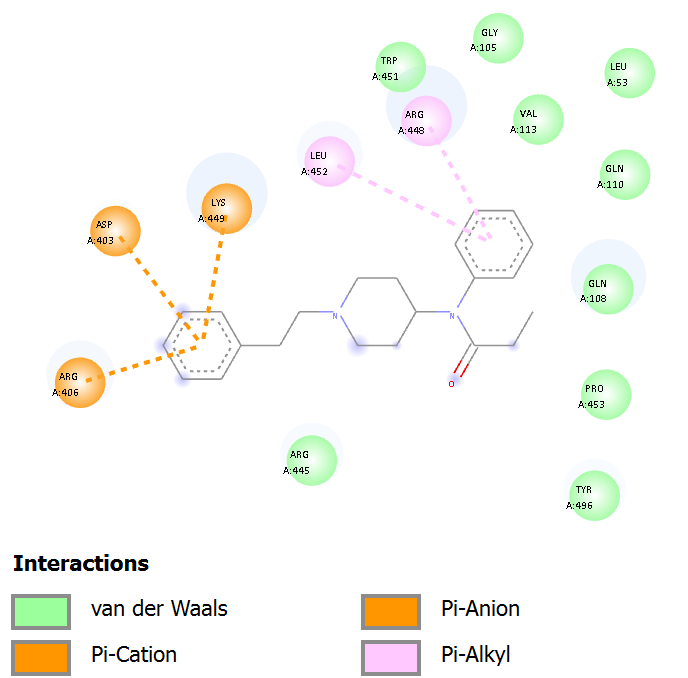 GLY
A:105
TRP
A:451
LEU
A:53
ARG
A:448
VAL
A:113
LEU
A:452
GLN
A:110
LYS
A:449
ASP
A:403
GLN
A:108
N
N
ARG
A:406
O
PRO
A:453
ARG
A:445
TYR
A:496
Interactions
van der Waals
Pi-Anion
Pi-Cation
Pi-Alkyl